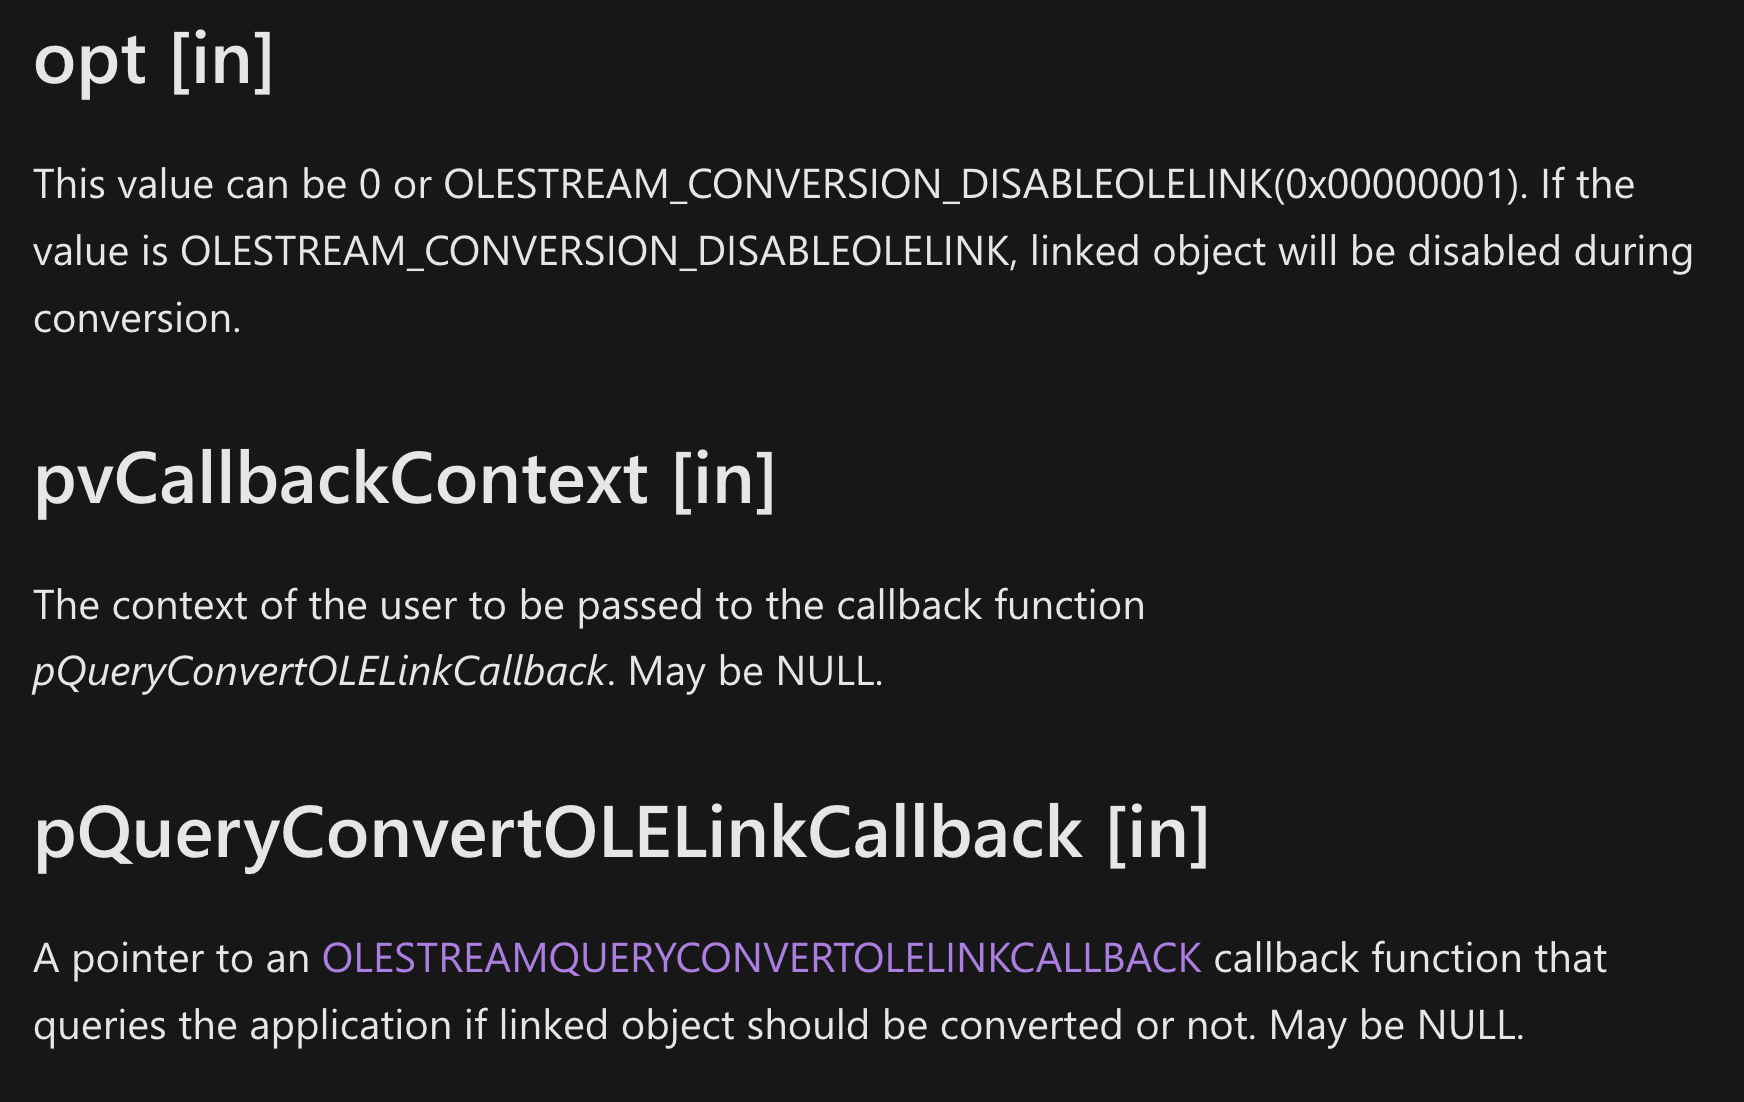 opt [in]
This value can be 0 or OLESTREAM_CONVERSION_DISABLEOLELINK(0x00000001). If the
value is OLESTREAM_CONVERSION_DISABLEOLELINK, linked object will be disabled during
conversion.
pvCallbackContext [in]
The context of the user to be passed to the callback function
pQueryConvertOLELinkCallback. May be NULL.
pQueryConvertOLELinkCallback [in]
A pointer to an OLESTREAMQUERYCONVERTOLELINKCALLBACK callback function that
queries the application if linked object should be converted or not. May be NULL.